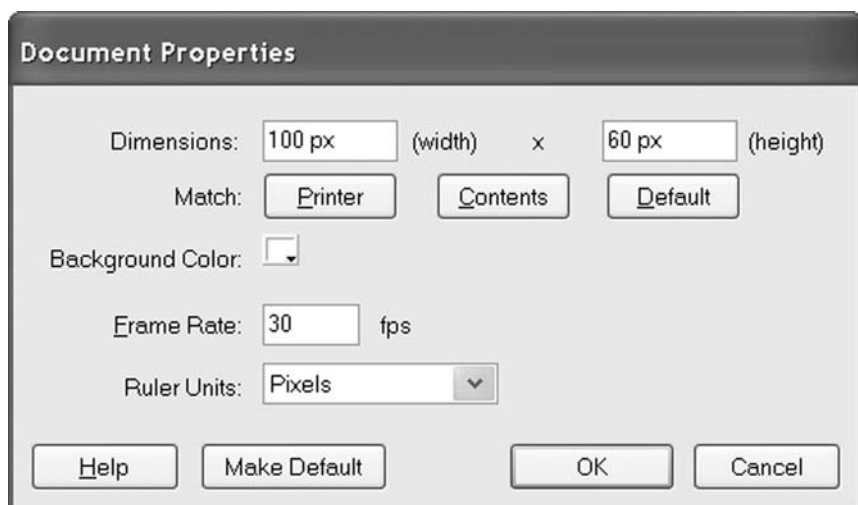 Document Properties
Dimensions: 100 px (width) x 60 px (height)
Match: Printer Contents Default
Background Color:
Frame Rate: 30 fps
Ruler Units: Pixels
Help Make Default OK Cancel